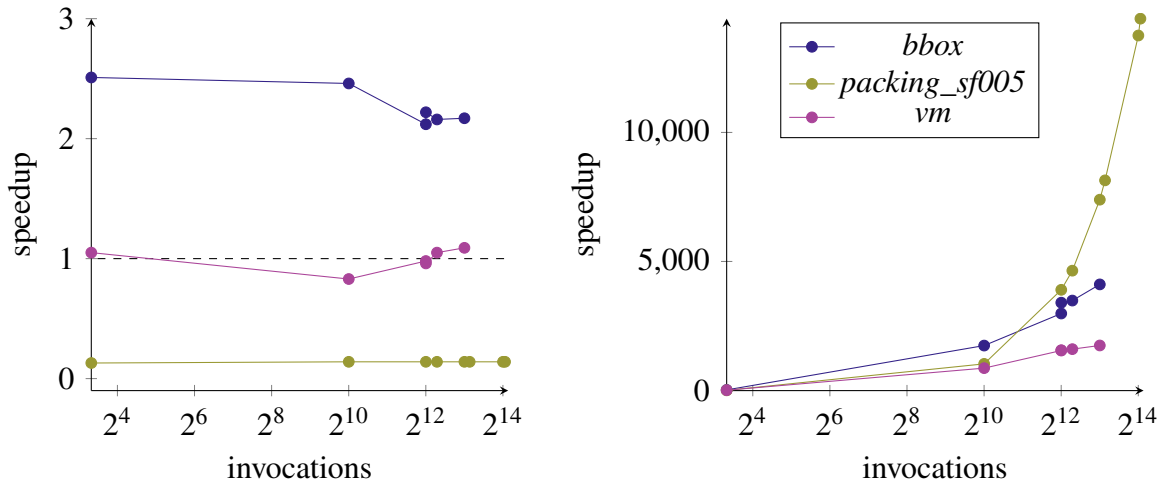 3
2
1
0
speedup
2^4 2^6 2^8 2^10 2^12 2^14
invocations
bbox
packing_sf005
vm
10,000
5,000
0
speedup
2^4 2^6 2^8 2^10 2^12 2^14
invocations